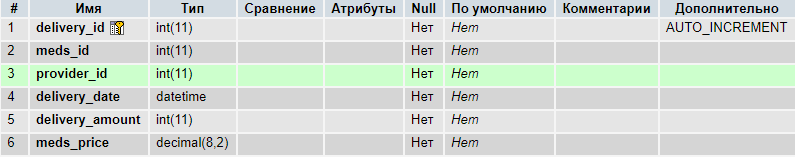 # Имя Тип Сравнение Атрибуты Null По умолчанию Комментарии Дополнительно
1 delivery_id int(11) Нет Нет AUTO_INCREMENT
2 meds_id int(11) Нет Нет
3 provider_id int(11) Нет Нет
4 delivery_date datetime Нет Нет
5 delivery_amount int(11) Нет Нет
6 meds_price decimal(8,2) Нет Нет